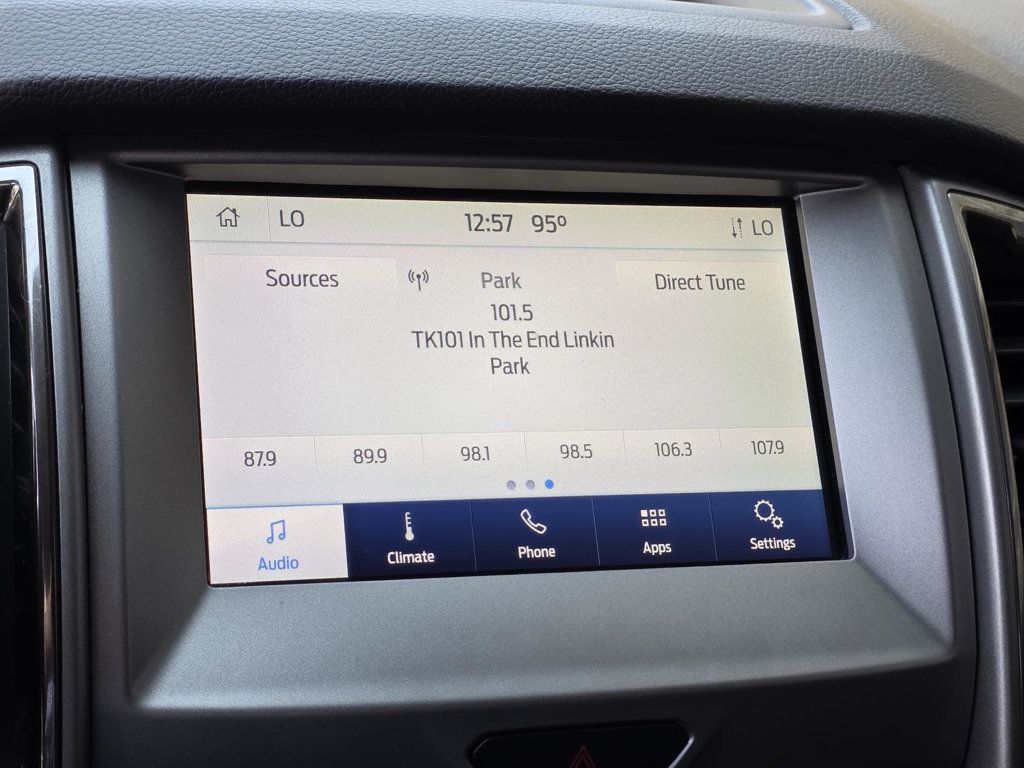 LO 12:57 95º LO
Sources Park Direct Tune
101.5
TK101 In The End Linkin
Park
87.9 89.9 98.1 98.5 106.3 107.9
Audio Climate Phone Apps Settings